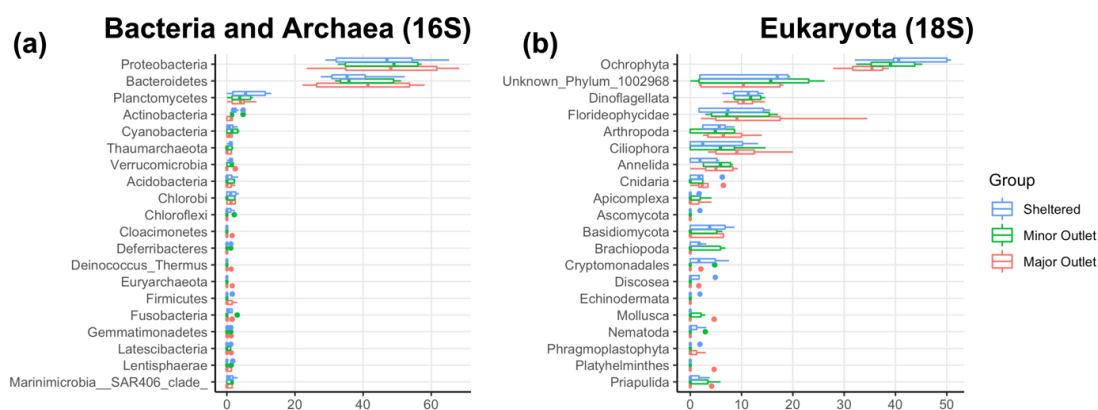 (a)
Bacteria and Archaea (16S)
Proteobacteria
Bacteroidetes
Planctomycetes
Actinobacteria
Cyanobacteria
Thaumarchaeota
Verrucomicrobia
Acidobacteria
Chlorobi
Chloroflexi
Cloacimonetes
Deferribacteres
Deinococcus_Thermus
Euryarchaeota
Firmicutes
Fusobacteria
Gemmatimonadetes
Latescibacteria
Lentisphaerae
Marinimicrobia__SAR406_clade_
0 20 40 60
(b)
Eukaryota (18S)
Ochrophyta
Unknown_Phylum_1002968
Dinoflagellata
Florideophycidae
Arthropoda
Ciliophora
Annelida
Cnidaria
Apicomplexa
Ascomycota
Basidiomycota
Brachiopoda
Cryptomonadales
Discosea
Echinodermata
Mollusca
Nematoda
Phragmoplastophyta
Platyhelminthes
Priapulida
0 10 20 30 40 50
Group
Sheltered
Minor Outlet
Major Outlet